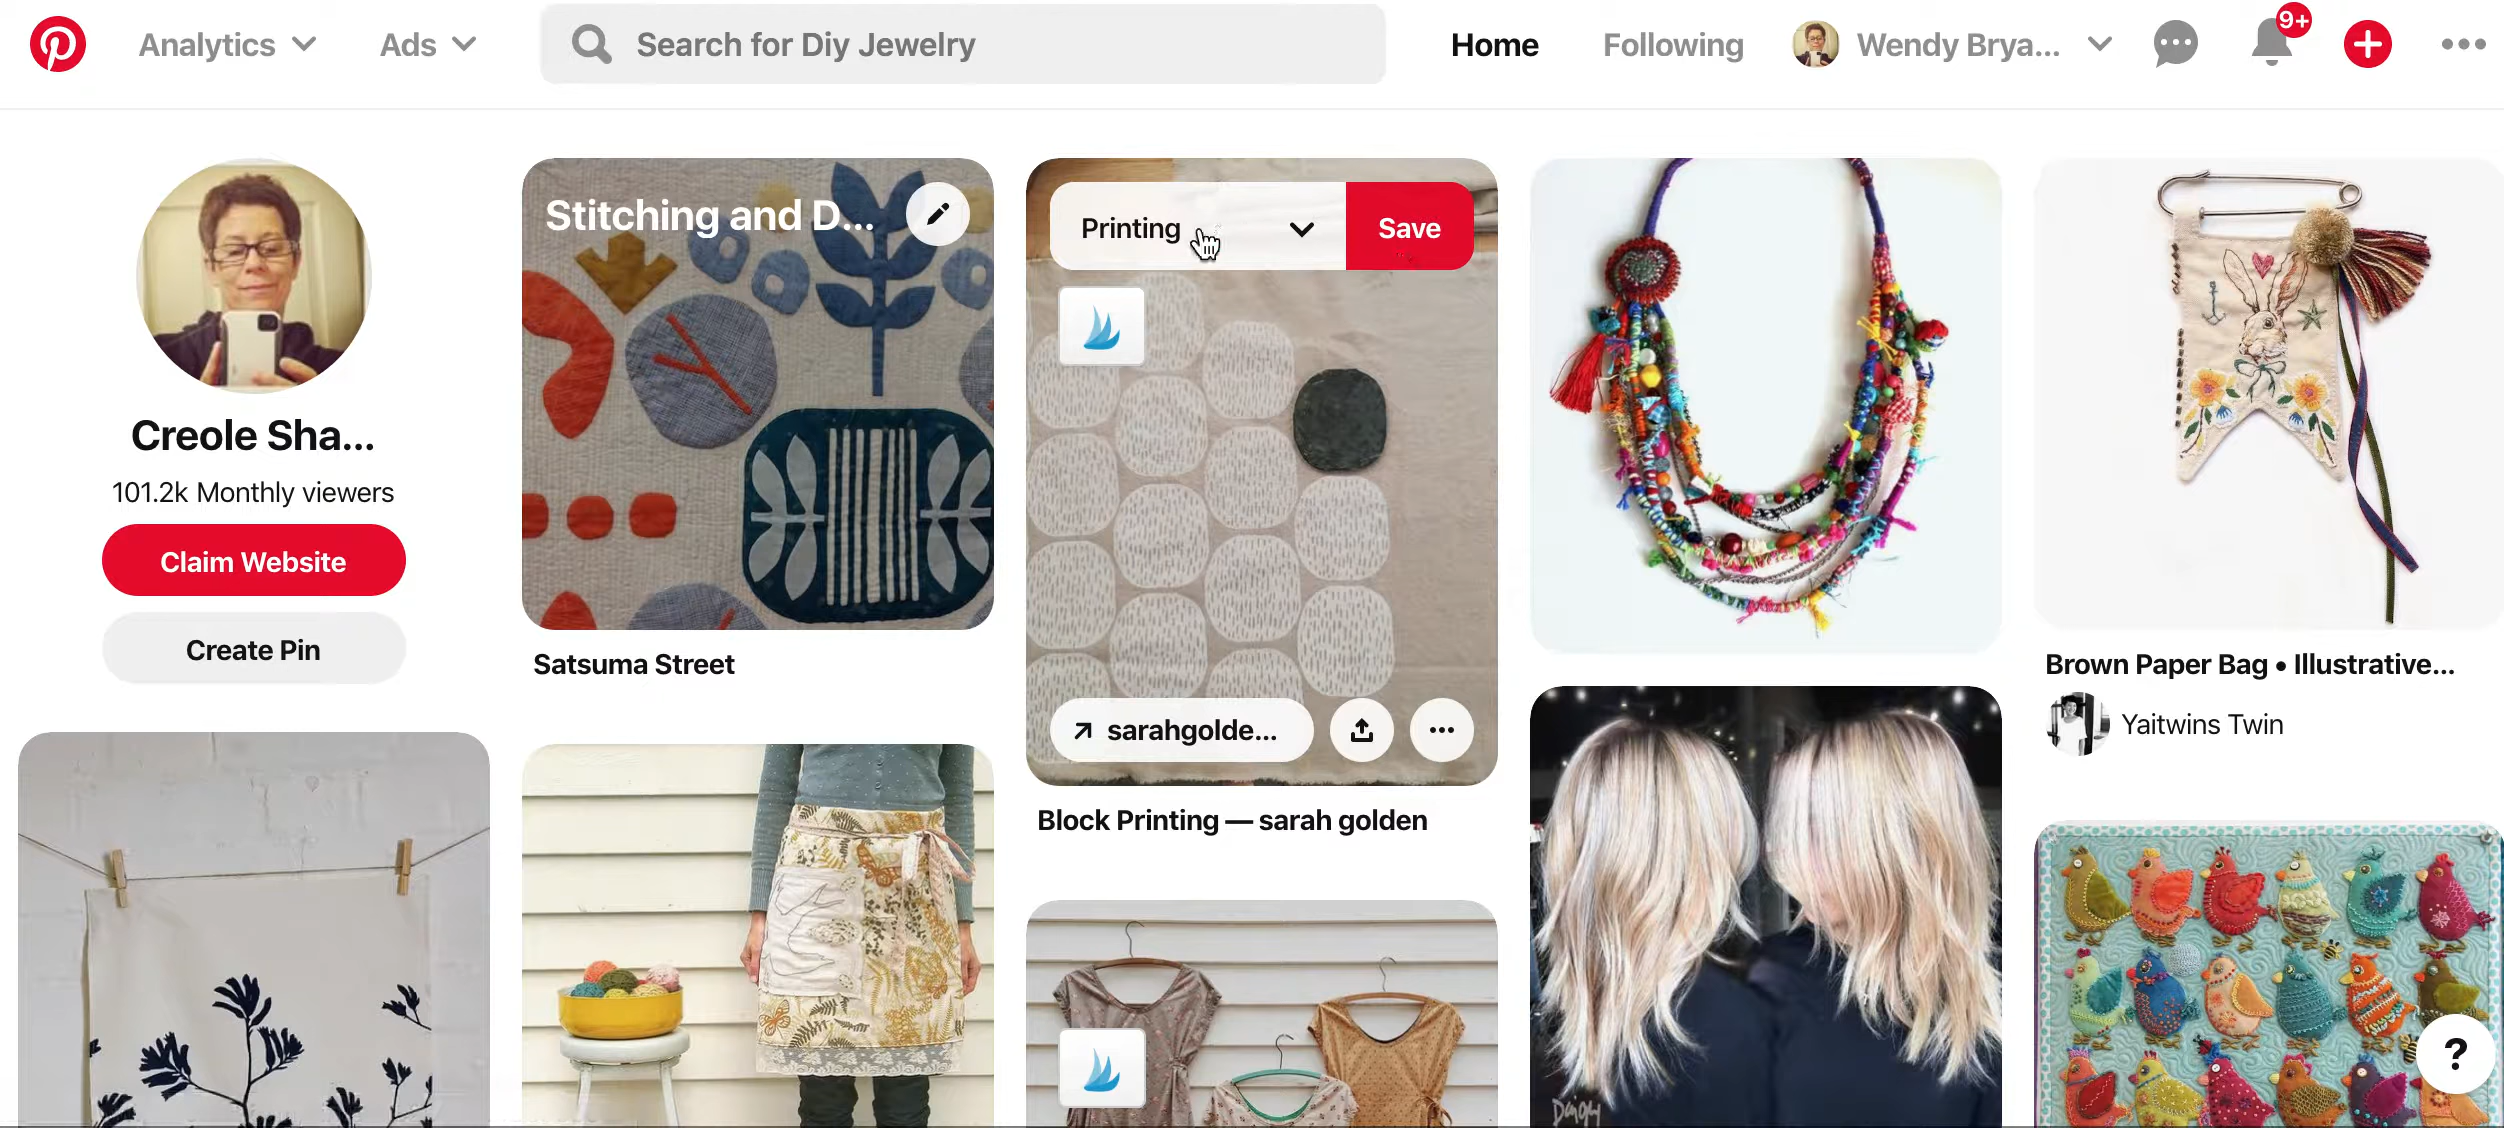 Analytics
Ads
Search for Diy Jewelry
Home
Following
Wendy Brya...
9+
Creole Sha...
101.2k Monthly viewers
Claim Website
Create Pin
Stitching and D...
Satsuma Street
Printing
Save
sarahgolde...
Block Printing — sarah golden
Brown Paper Bag • Illustrative...
Yaitwins Twin
?